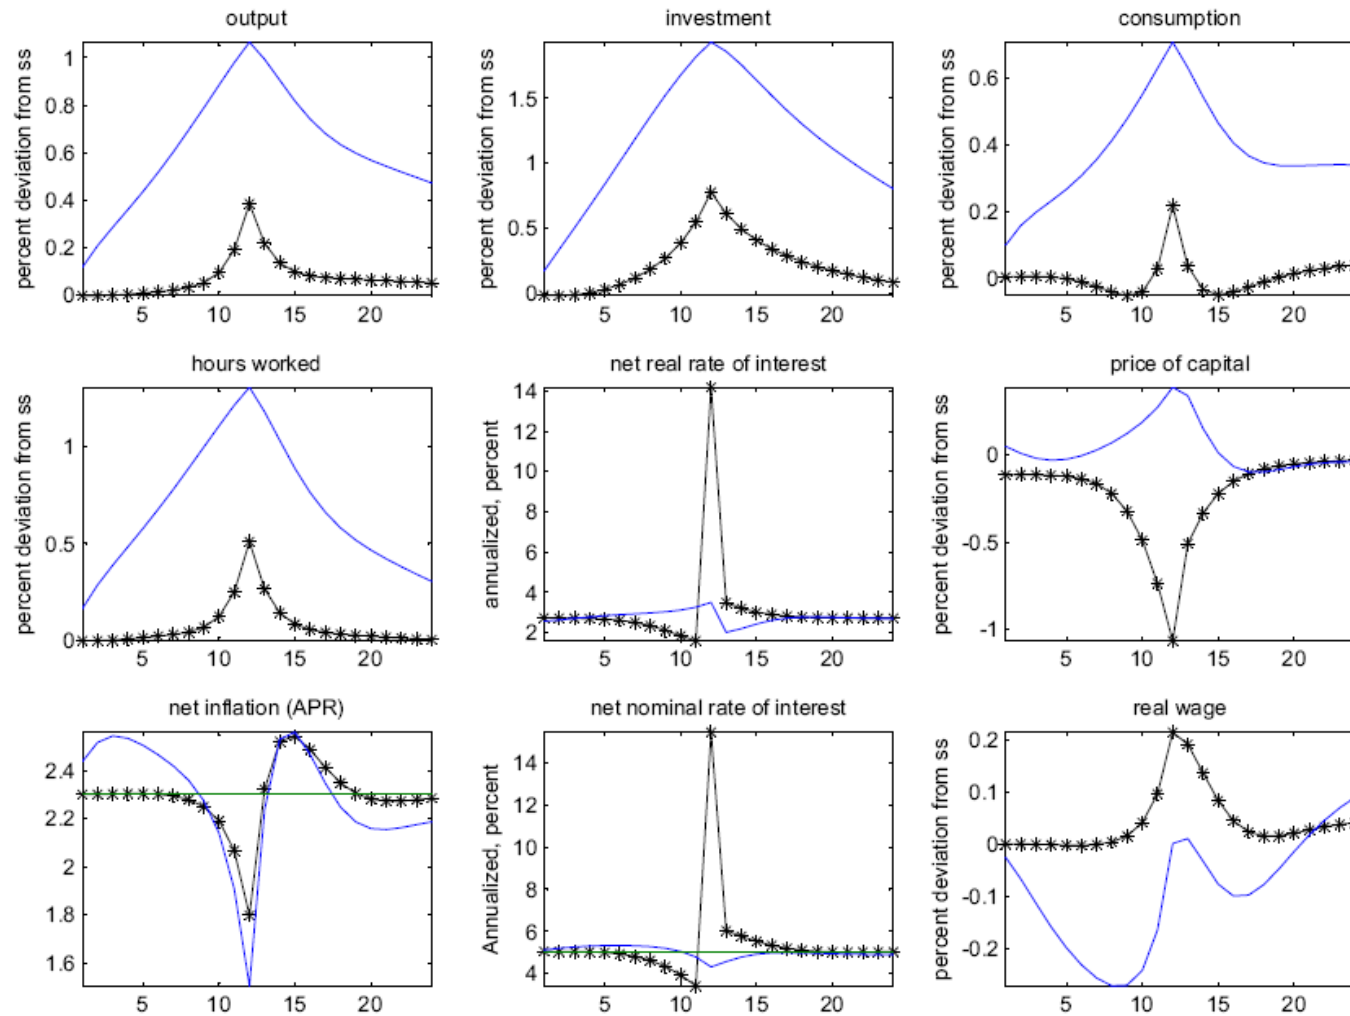 output
percent deviation from ss
1
0.8
0.6
0.4
0.2
0
5 10 15 20
investment
percent deviation from ss
1.5
1
0.5
0
5 10 15 20
consumption
percent deviation from ss
0.6
0.4
0.2
0
5 10 15 20
hours worked
percent deviation from ss
1
0.5
0
5 10 15 20
net real rate of interest
annualized, percent
14
12
10
8
6
4
2
5 10 15 20
price of capital
percent deviation from ss
0
-0.5
-1
5 10 15 20
net inflation (APR)
2.4
2.2
2
1.8
1.6
5 10 15 20
net nominal rate of interest
Annualized, percent
14
12
10
8
6
4
5 10 15 20
real wage
percent deviation from ss
0.2
0.1
0
-0.1
-0.2
5 10 15 20